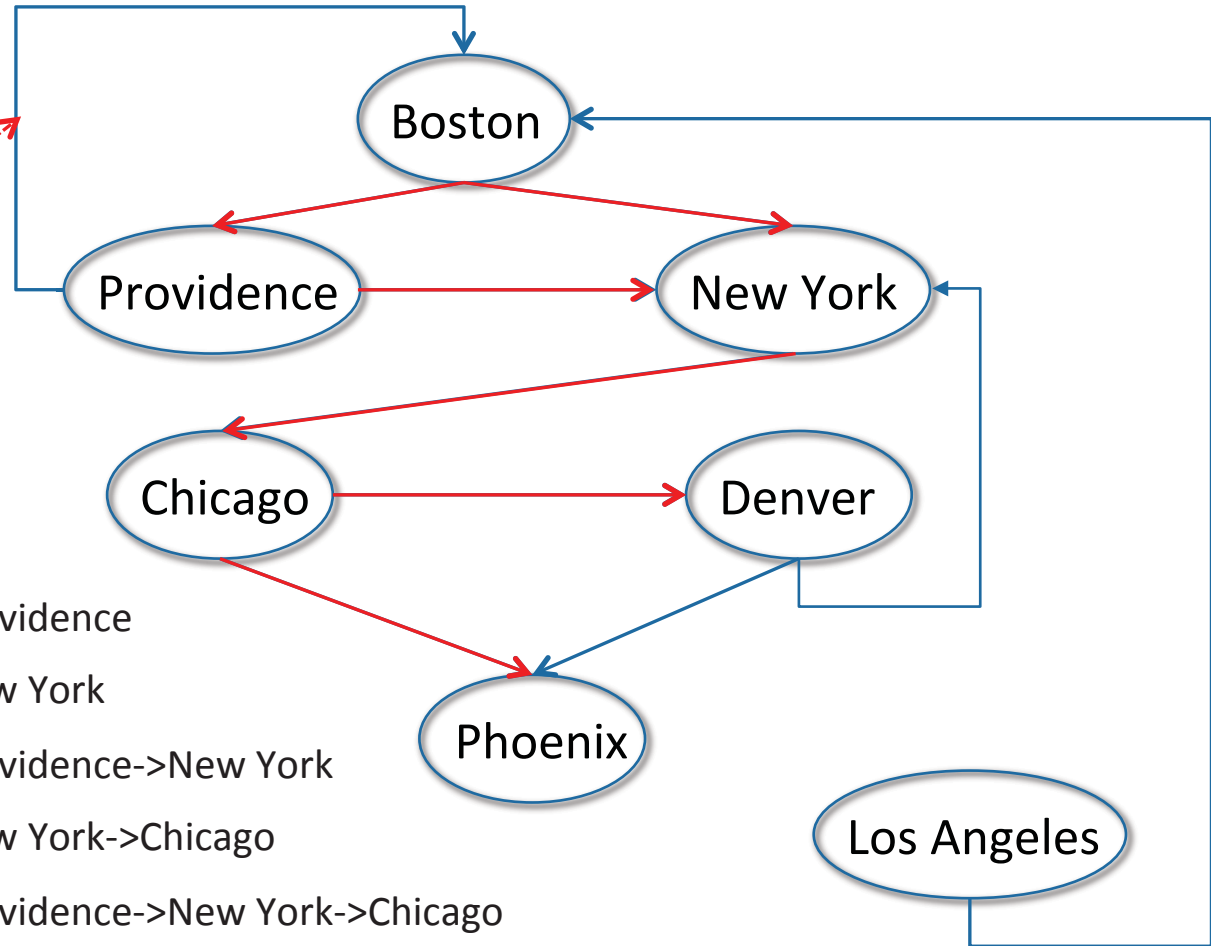 Boston
Providence
New York
Chicago
Denver
Phoenix
Los Angeles
vidence
York
vidence->New York
York->Chicago
vidence->New York->Chicago